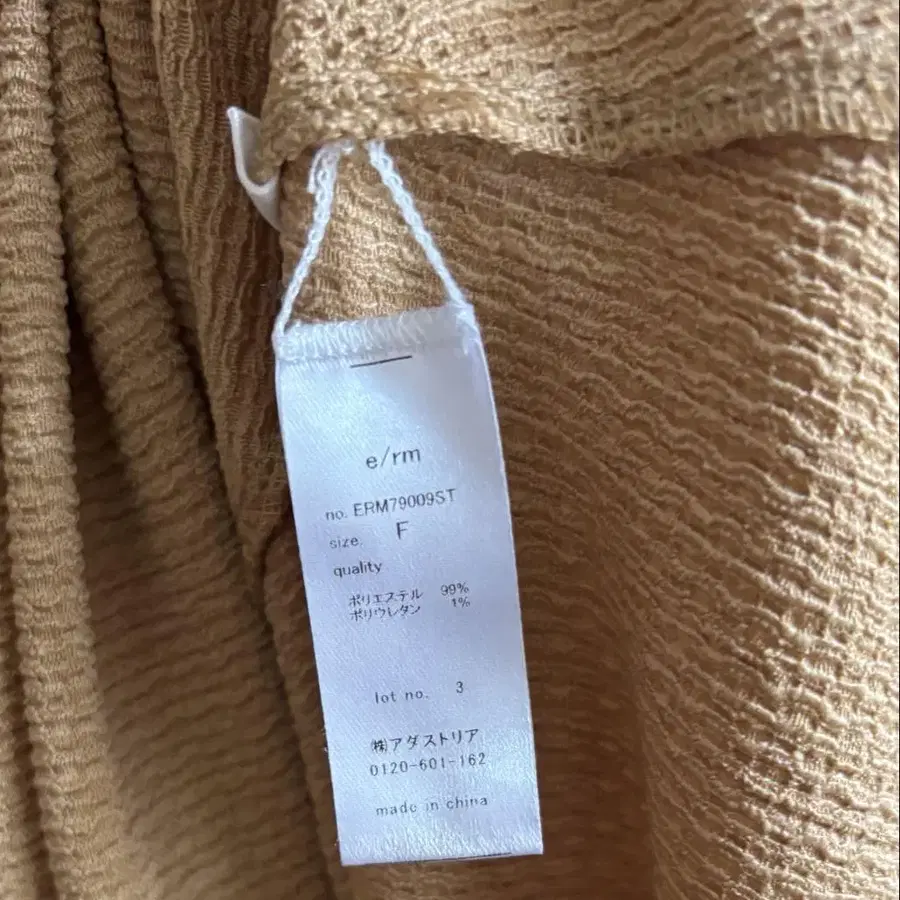 e/rm
no. ERM79009ST
size. F
quality
ポリエステル 99%
ポリウレタン 1%
lot no. 3
㈱アダストリア
0120-601-162
made in china